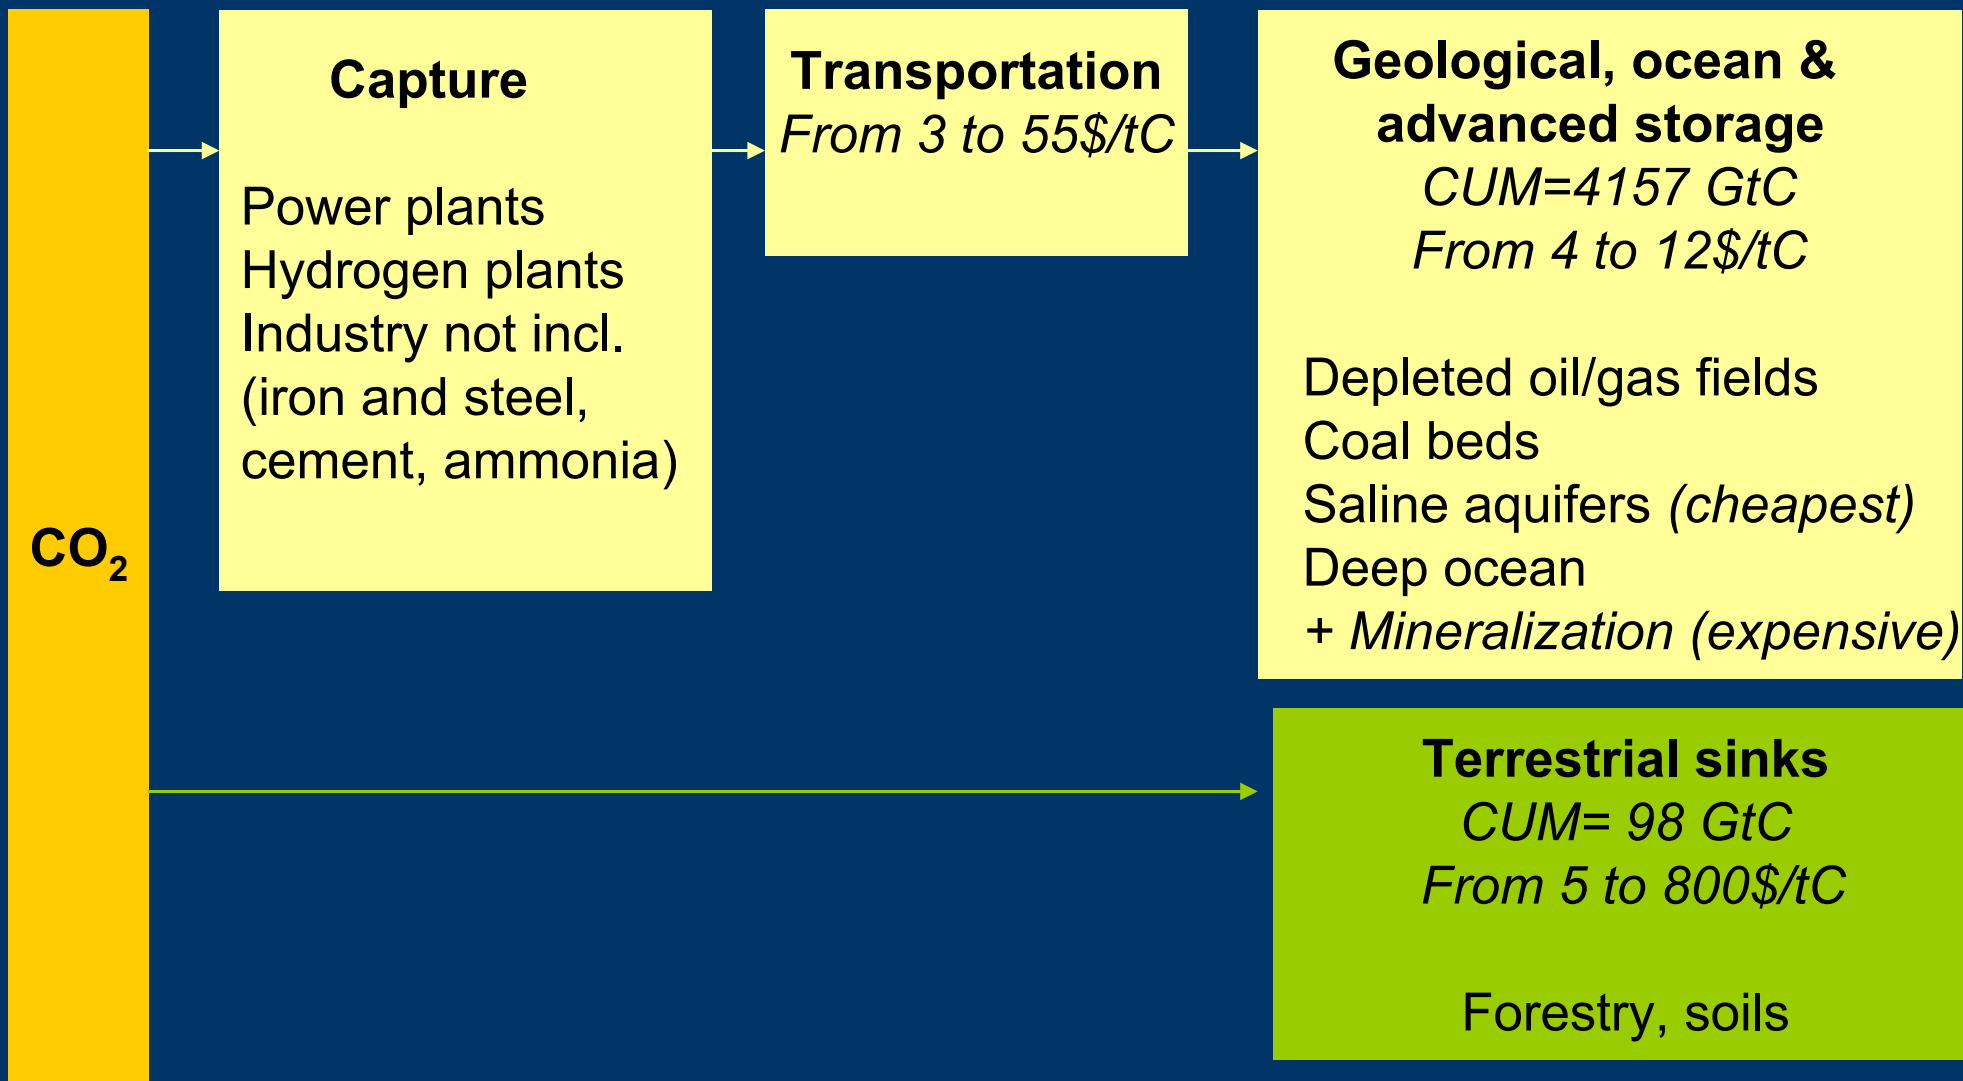 CO₂
Capture
Power plants
Hydrogen plants
Industry not incl.
(iron and steel,
cement, ammonia)
Transportation
From 3 to 55$/tC
Geological, ocean &
advanced storage
CUM=4157 GtC
From 4 to 12$/tC
Depleted oil/gas fields
Coal beds
Saline aquifers (cheapest)
Deep ocean
+ Mineralization (expensive)
Terrestrial sinks
CUM= 98 GtC
From 5 to 800$/tC
Forestry, soils